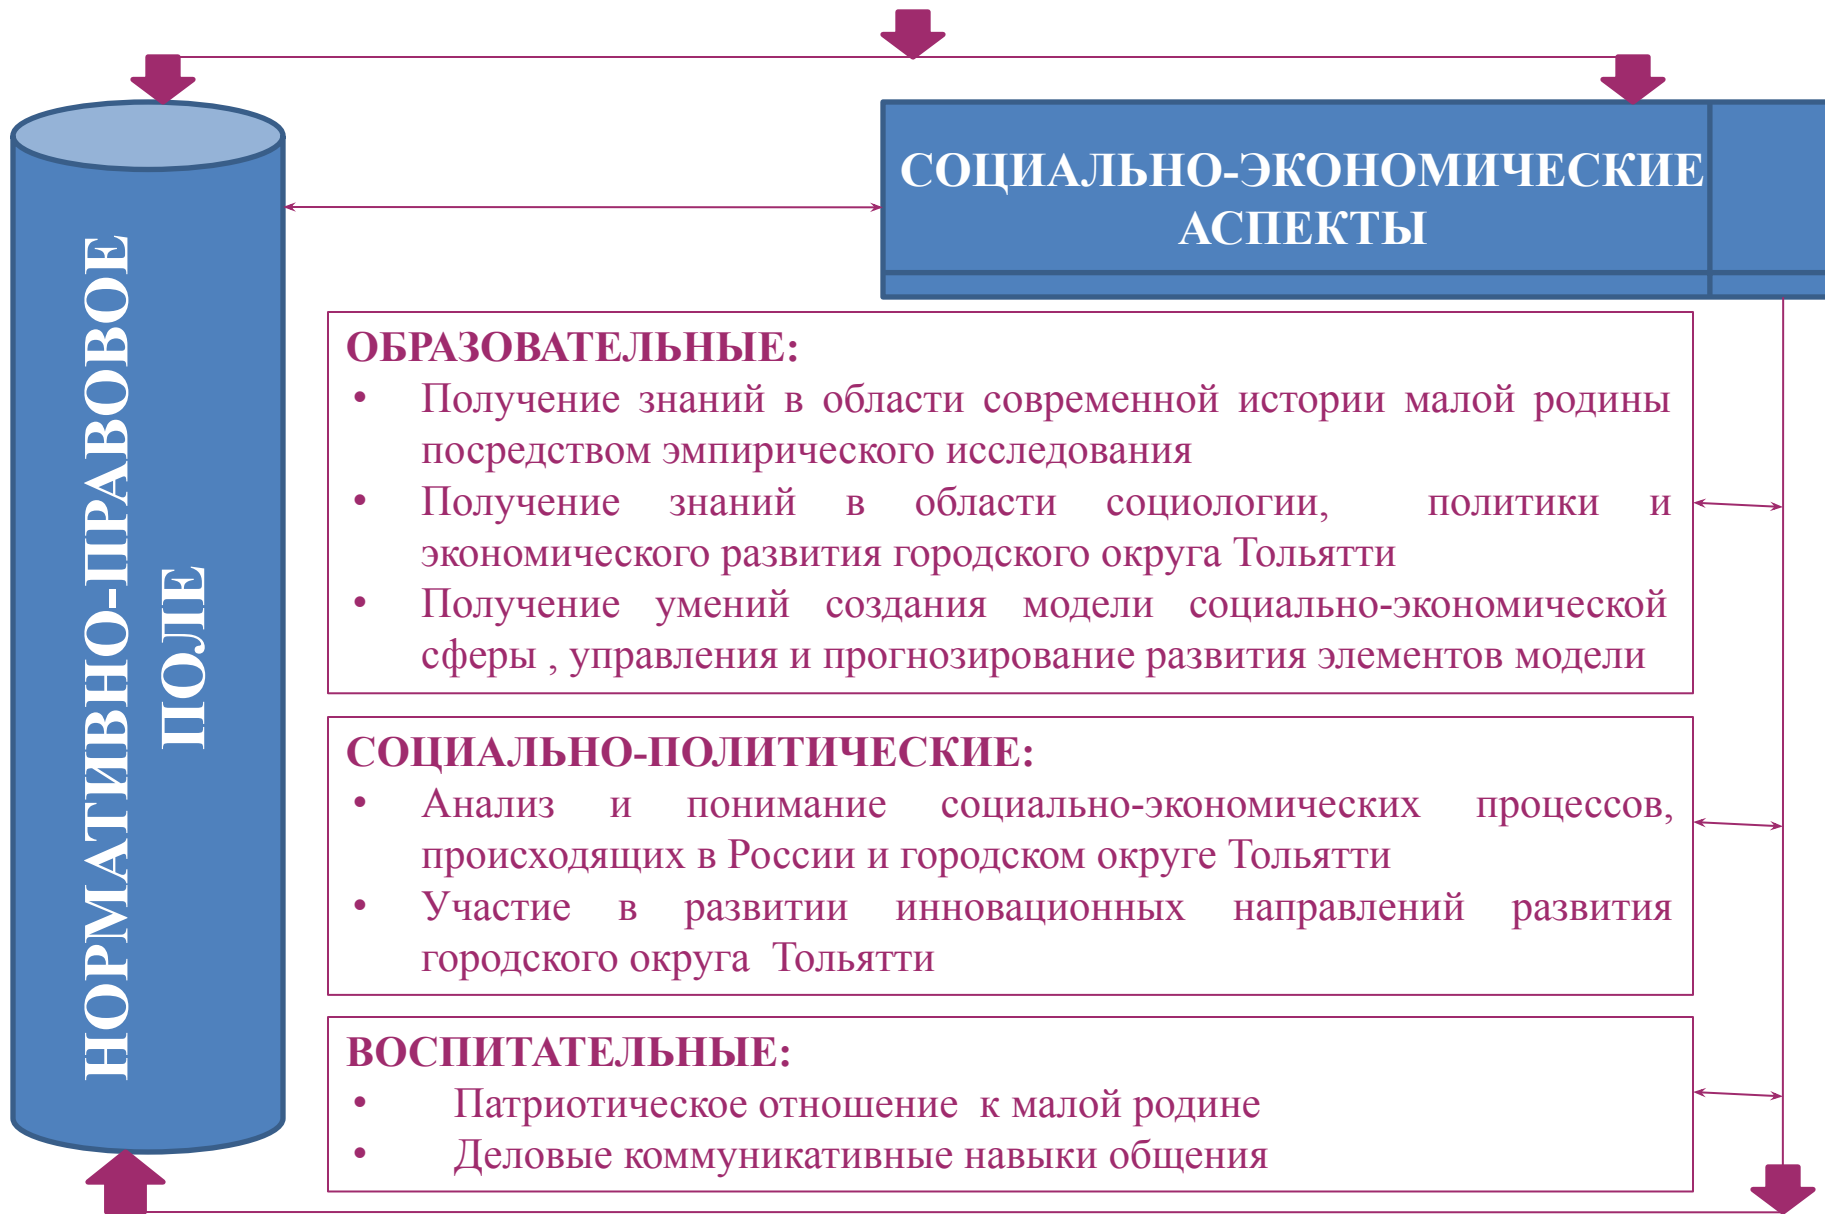 СОЦИАЛЬНО-ЭКОНОМИЧЕСКИЕ
АСПЕКТЫ
НОРМАТИВНО-ПРАВОВОЕ
ПОЛЕ
ОБРАЗОВАТЕЛЬНЫЕ:
• Получение знаний в области современной истории малой родины
посредством эмпирического исследования
• Получение знаний в области социологии, политики и
экономического развития городского округа Тольятти
• Получение умений создания модели социально-экономической
сферы , управления и прогнозирование развития элементов модели
СОЦИАЛЬНО-ПОЛИТИЧЕСКИЕ:
• Анализ и понимание социально-экономических процессов,
происходящих в России и городском округе Тольятти
• Участие в развитии инновационных направлений развития
городского округа Тольятти
ВОСПИТАТЕЛЬНЫЕ:
• Патриотическое отношение к малой родине
• Деловые коммуникативные навыки общения